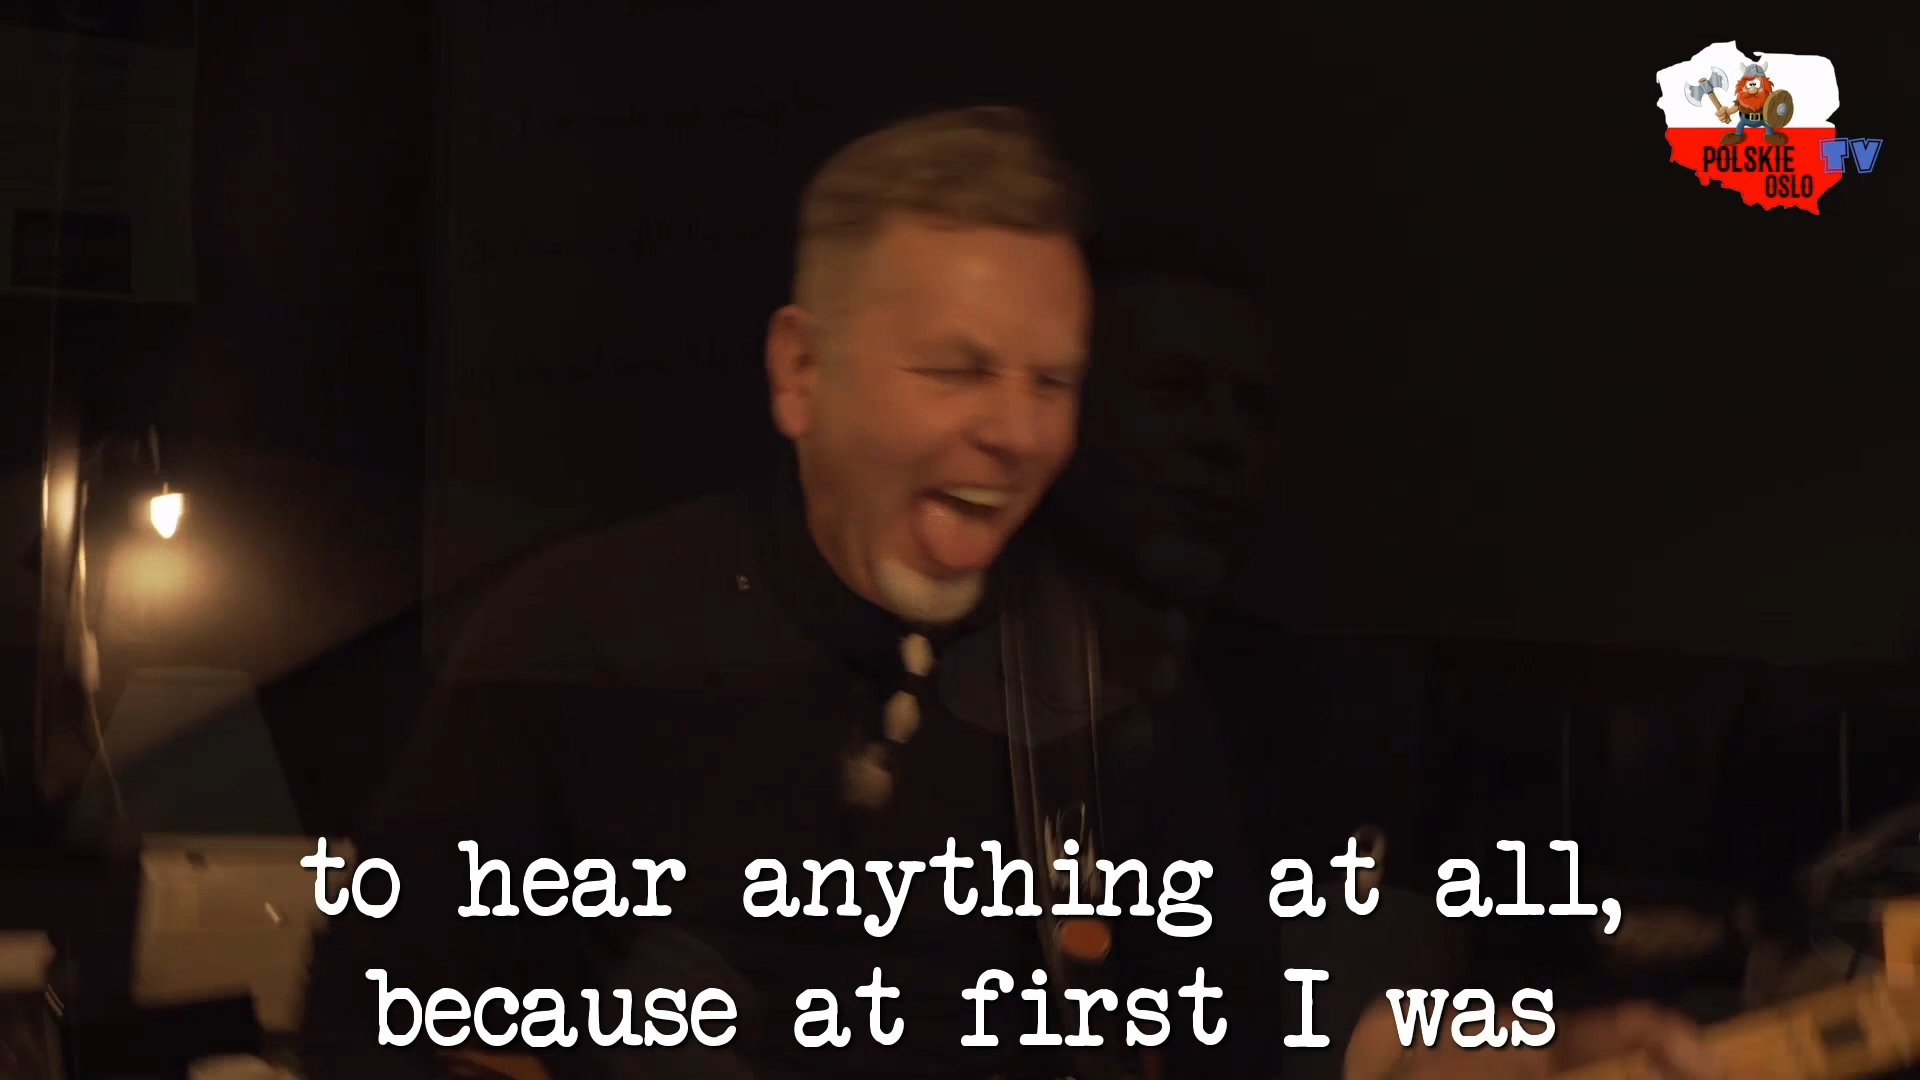 POLSKIE TV
OSLO
to hear anything at all,
because at first I was